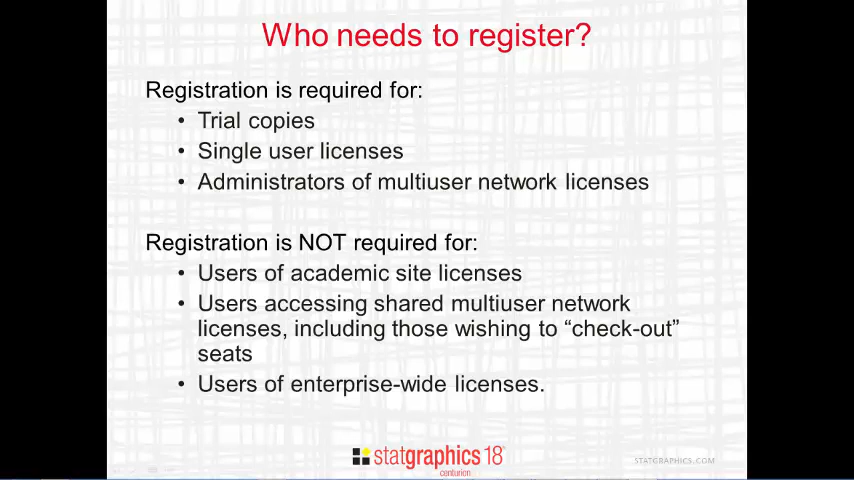 Who needs to register?
Registration is required for:
• Trial copies
• Single user licenses
• Administrators of multiuser network licenses
Registration is NOT required for:
• Users of academic site licenses
• Users accessing shared multiuser network
licenses, including those wishing to “check-out”
seats
• Users of enterprise-wide licenses.
statgraphics 18®
centurion
STATGRAPHICS.COM